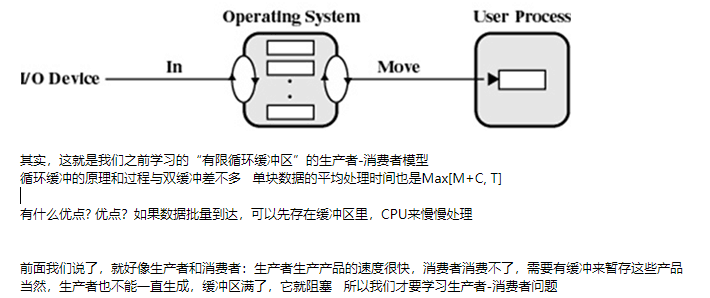 Operating System
User Process
I/O Device
In
Move
其实，这就是我们之前学习的“有限循环缓冲区”的生产者-消费者模型
循环缓冲的原理和过程与双缓冲差不多 单块数据的平均处理时间也是Max[M+C, T]
有什么优点? 优点? 如果数据批量到达，可以先存在缓冲区里，CPU来慢慢处理
前面我们说了，就好像生产者和消费者：生产者生产产品的速度很快，消费者消费不了，需要有缓冲来暂存这些产品
当然，生产者也不能一直生成，缓冲区满了，它就阻塞 所以我们才要学习生产者-消费者问题